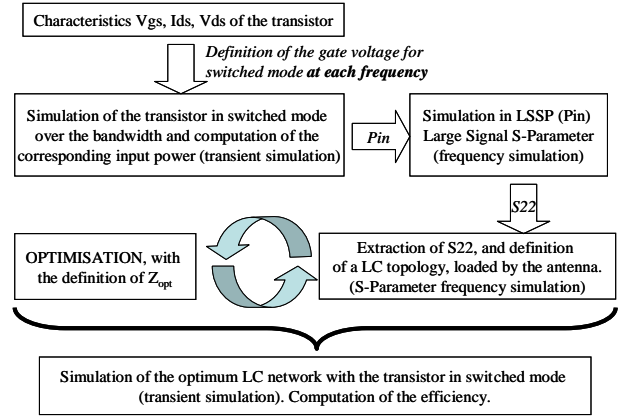 Characteristics Vgs, Ids, Vds of the transistor
Definition of the gate voltage for
switched mode at each frequency
Simulation of the transistor in switched mode
over the bandwidth and computation of the
corresponding input power (transient simulation)
Pin
Simulation in LSSP (Pin)
Large Signal S-Parameter
(frequency simulation)
S22
OPTIMISATION, with
the definition of Zopt
Extraction of S22, and definition
of a LC topology, loaded by the antenna.
(S-Parameter frequency simulation)
Simulation of the optimum LC network with the transistor in switched mode
(transient simulation). Computation of the efficiency.